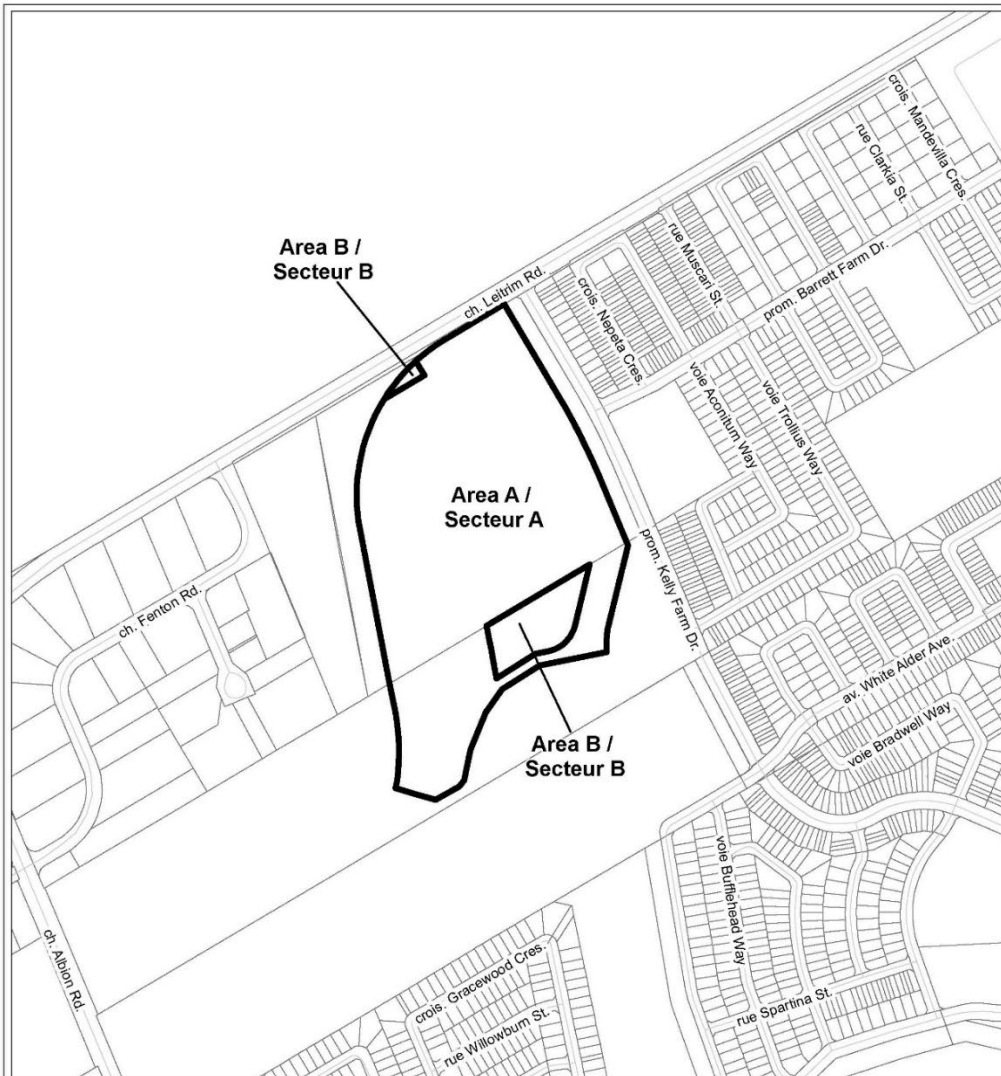 crois. Mandevilla Cres.
rue Clarkia St.
Area B /
Secteur B
ch. Leitrim Rd.
rue Muscari St.
prom. Barrett Farm Dr.
crois. Nepeta Cres.
voie Aconitum Way
voie Trollius Way
Area A /
Secteur A
prom. Kelly Farm Dr.
ch. Fenton Rd.
av. White Alder Ave.
voie Bradwell Way
Area B /
Secteur B
voie Bufflehead Way
ch. Albion Rd.
crois. Gracewood Cres.
rue Spartina St.
rue Willowburn St.